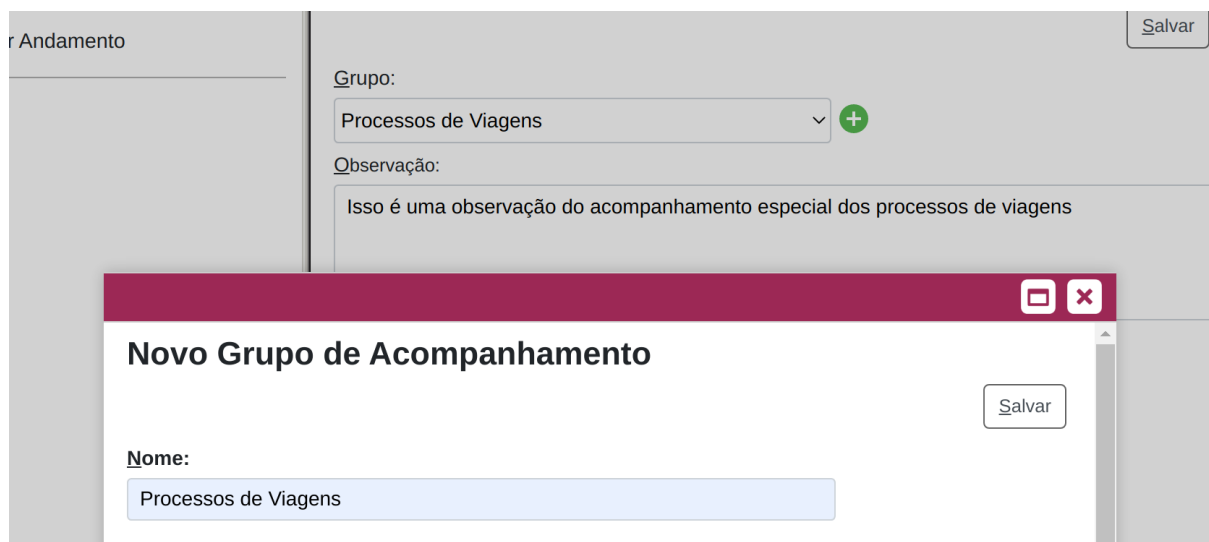 r Andamento
Salvar
Grupo:
Processos de Viagens
Observação:
Isso é uma observação do acompanhamento especial dos processos de viagens
Novo Grupo de Acompanhamento
Salvar
Nome:
Processos de Viagens